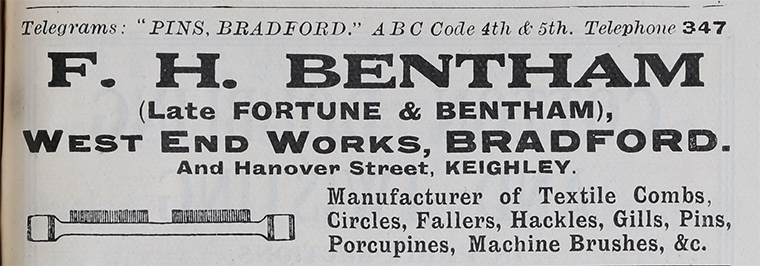 Telegrams: "PINS, BRADFORD." A B C Code 4th & 5th. Telephone 347
F. H. BENTHAM
(Late FORTUNE & BENTHAM),
WEST END WORKS, BRADFORD.
And Hanover Street, KEIGHLEY.
Manufacturer of Textile Combs,
Circles, Fallers, Hackles, Gills, Pins,
Porcupines, Machine Brushes, &c.